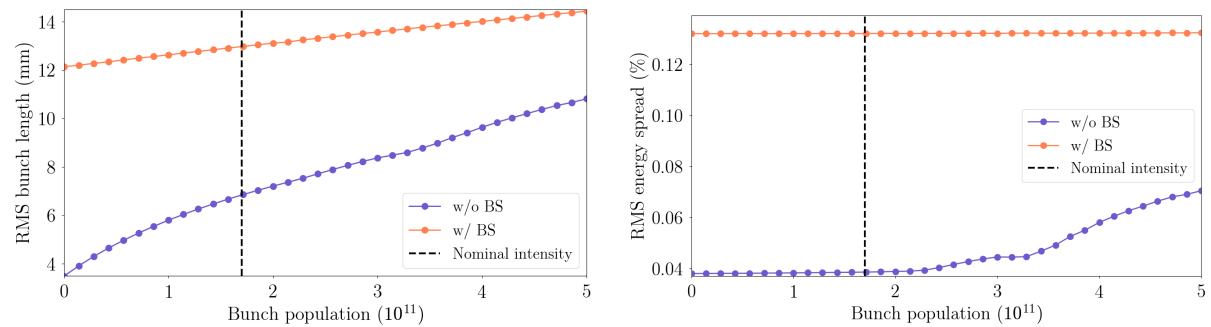 RMS bunch length (mm)
14
12
10
8
6
4
w/o BS
w/ BS
Nominal intensity
0 1 2 3 4 5
Bunch population (10¹¹)
RMS energy spread (%)
0.12
0.10
0.08
0.06
0.04
w/o BS
w/ BS
Nominal intensity
0 1 2 3 4 5
Bunch population (10¹¹)